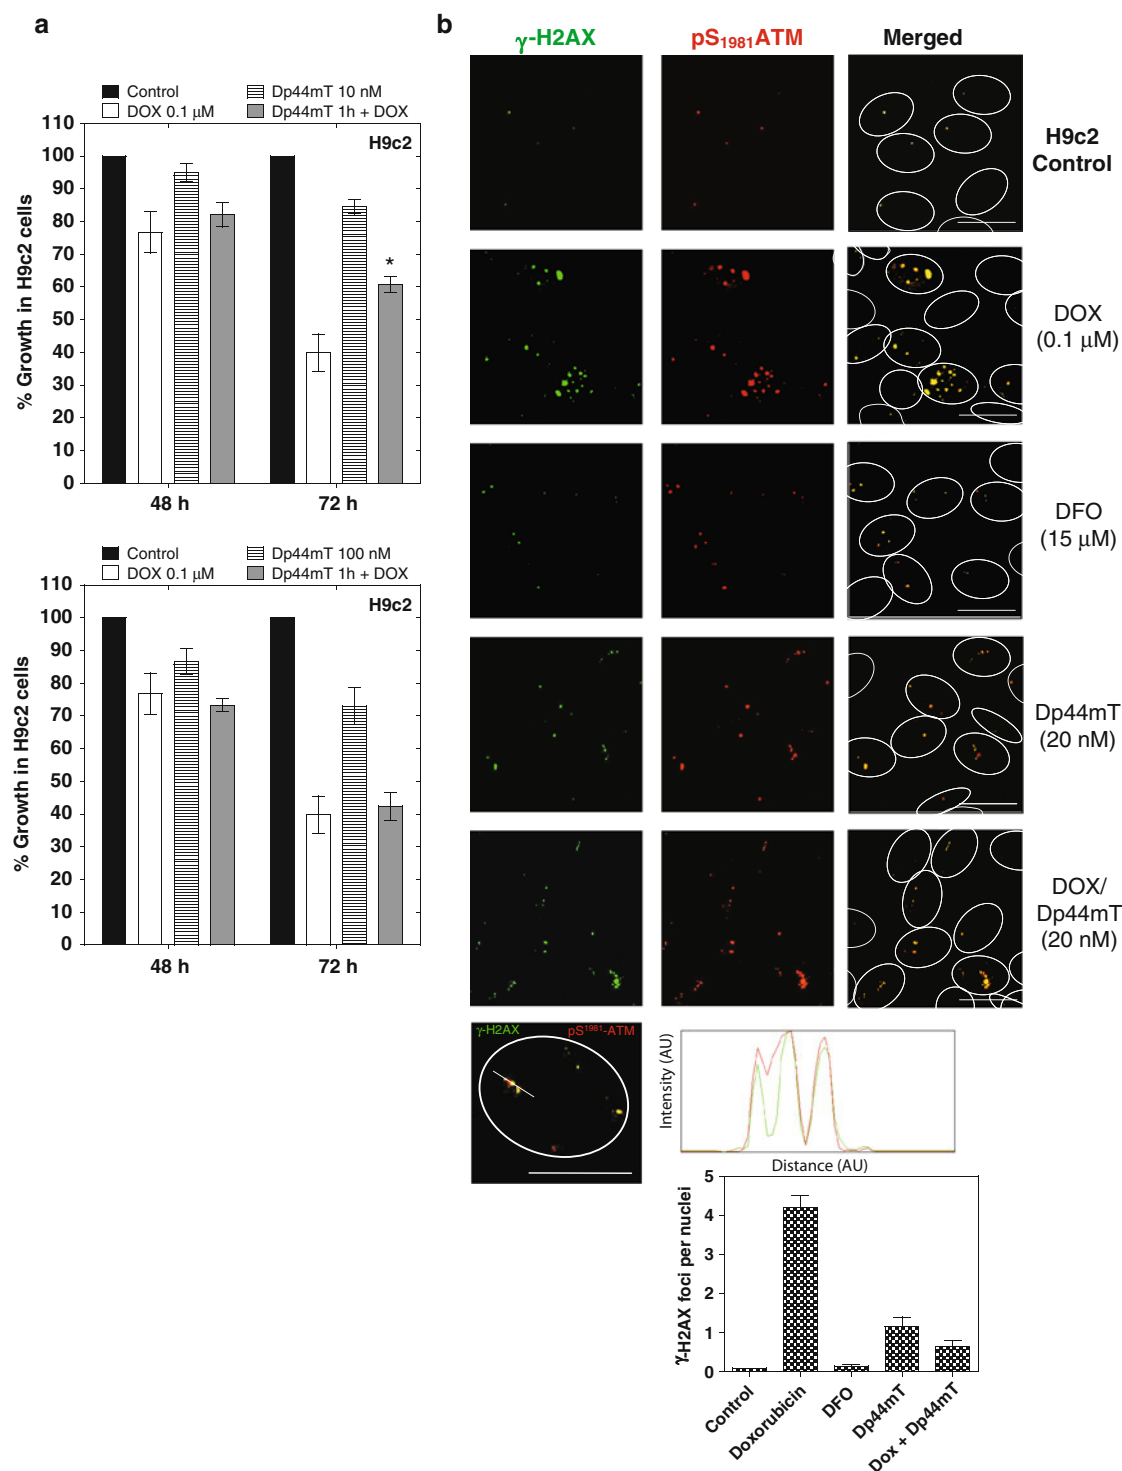 a
Control
DOX 0.1 µM
Dp44mT 10 nM
Dp44mT 1h + DOX
H9c2
% Growth in H9c2 cells
110
100
90
80
70
60
50
40
30
20
10
0
*
48 h
72 h
Control
DOX 0.1 µM
Dp44mT 100 nM
Dp44mT 1h + DOX
H9c2
% Growth in H9c2 cells
110
100
90
80
70
60
50
40
30
20
10
0
48 h
72 h
b
γ-H2AX
pS1981ATM
Merged
H9c2
Control
DOX
(0.1 µM)
DFO
(15 µM)
Dp44mT
(20 nM)
DOX/
Dp44mT
(20 nM)
γ-H2AX
pS1981-ATM
Intensity (AU)
Distance (AU)
γ-H2AX foci per nuclei
5
4
3
2
1
0
Control
Doxorubicin
DFO
Dp44mT
Dox + Dp44mT